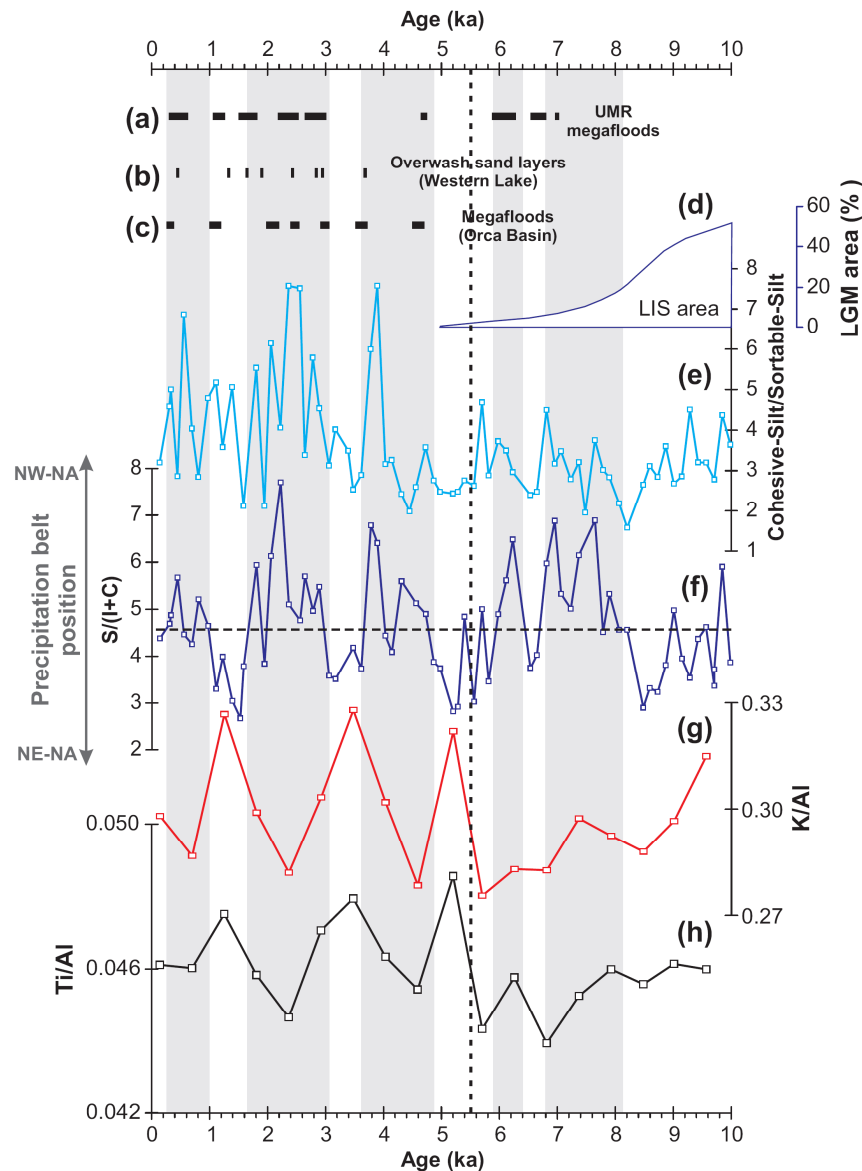 Age (ka)
0 1 2 3 4 5 6 7 8 9 10
(a)
UMR
megafloods
(b)
Overwash sand layers
(Western Lake)
(c)
Megafloods
(Orca Basin)
(d)
LIS area
60
40
20
0
LGM area (%)
8
7
6
5
4
3
2
1
Cohesive-Silt/Sortable-Silt
(e)
NW-NA
Precipitation belt
position
NE-NA
8
7
6
5
4
3
2
S/(I+C)
(f)
0.33
0.30
0.27
K/Al
(g)
0.050
0.046
0.042
Ti/Al
(h)
0 1 2 3 4 5 6 7 8 9 10
Age (ka)